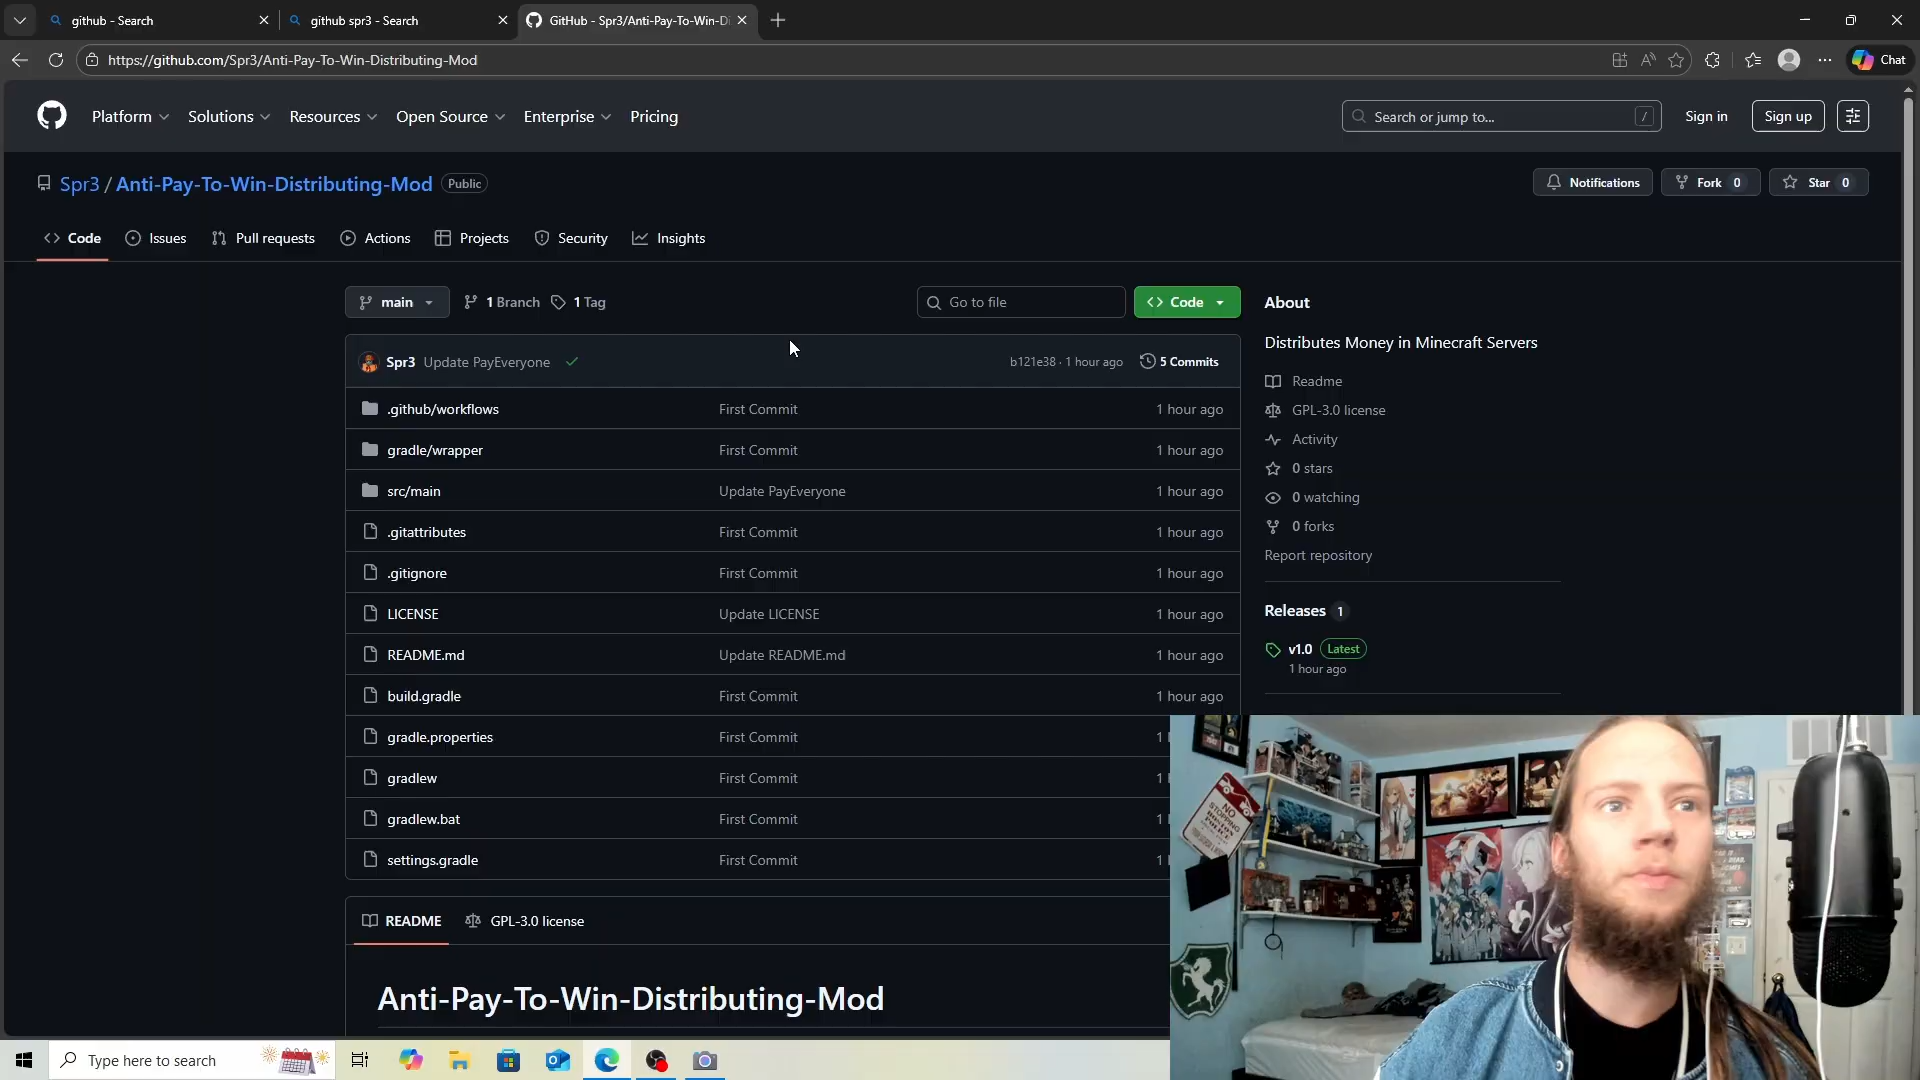 github - Search
github spr3 - Search
GitHub - Spr3/Anti-Pay-To-Win-Di
https://github.com/Spr3/Anti-Pay-To-Win-Distributing-Mod
Chat
Platform
Solutions
Resources
Open Source
Enterprise
Pricing
Search or jump to...
/
Sign in
Sign up
Spr3 / Anti-Pay-To-Win-Distributing-Mod Public
Notifications
Fork 0
Star 0
Code
Issues
Pull requests
Actions
Projects
Security
Insights
main
1 Branch
1 Tag
Go to file
Code
Spr3 Update PayEveryone
b121e38 · 1 hour ago
5 Commits
.github/workflows First Commit 1 hour ago
gradle/wrapper First Commit 1 hour ago
src/main Update PayEveryone 1 hour ago
.gitattributes First Commit 1 hour ago
.gitignore First Commit 1 hour ago
LICENSE Update LICENSE 1 hour ago
README.md Update README.md 1 hour ago
build.gradle First Commit 1 hour ago
gradle.properties First Commit 1
gradlew First Commit 1
gradlew.bat First Commit 1
settings.gradle First Commit 1
About
Distributes Money in Minecraft Servers
Readme
GPL-3.0 license
Activity
0 stars
0 watching
0 forks
Report repository
Releases 1
v1.0 Latest
1 hour ago
README
GPL-3.0 license
Anti-Pay-To-Win-Distributing-Mod
NO
STOPPING
Type here to search